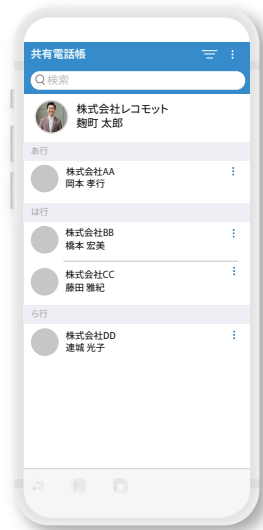 共有電話帳
検索
株式会社レコモット
麹町 太郎
あ行
株式会社AA
岡本 孝行
は行
株式会社BB
橋本 宏美
株式会社CC
藤田 雅紀
ら行
株式会社DD
連城 光子